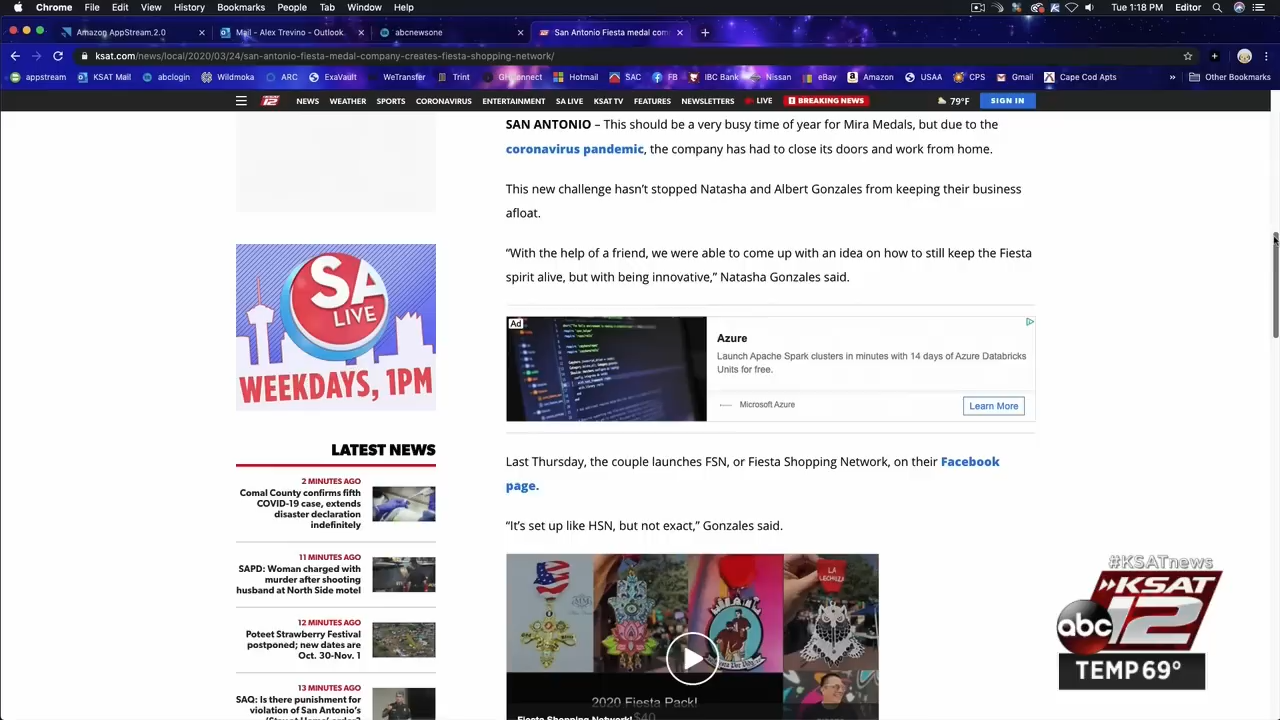 Chrome File Edit View History Bookmarks People Tab Window Help
Tue 1:18 PM Editor
Amazon AppStream 2.0
Mail - Alex Trevino - Outlook.
abcnewsone
San Antonio Fiesta medal com
ksat.com/news/local/2020/03/24/san-antonio-fiesta-medal-company-creates-fiesta-shopping-network/
appstream KSAT Mail abclogin Wildmoka ARC ExaVault WeTransfer Trint GHConnect Hotmail SAC FB IBC Bank Nissan eBay Amazon USAA CPS Gmail Cape Cod Apts » Other Bookmarks
NEWS WEATHER SPORTS CORONAVIRUS ENTERTAINMENT SA LIVE KSAT TV FEATURES NEWSLETTERS LIVE BREAKING NEWS 79°F SIGN IN
SAN ANTONIO – This should be a very busy time of year for Mira Medals, but due to the
coronavirus pandemic, the company has had to close its doors and work from home.
This new challenge hasn’t stopped Natasha and Albert Gonzales from keeping their business
afloat.
“With the help of a friend, we were able to come up with an idea on how to still keep the Fiesta
spirit alive, but with being innovative,” Natasha Gonzales said.
SA
LIVE
WEEKDAYS, 1PM
Ad
Azure
Launch Apache Spark clusters in minutes with 14 days of Azure Databricks
Units for free.
Microsoft Azure
Learn More
LATEST NEWS
2 MINUTES AGO
Comal County confirms fifth
COVID-19 case, extends
disaster declaration
indefinitely
11 MINUTES AGO
SAPD: Woman charged with
murder after shooting
husband at North Side motel
12 MINUTES AGO
Poteet Strawberry Festival
postponed; new dates are
Oct. 30-Nov. 1
13 MINUTES AGO
SAQ: Is there punishment for
violation of San Antonio’s
Last Thursday, the couple launches FSN, or Fiesta Shopping Network, on their Facebook
page.
“It’s set up like HSN, but not exact,” Gonzales said.
LA
LECHUZA
2020 Fiesta Pack!
$40
Fiesta Shopping Network!
#KSATnews
KSAT
abc 12
TEMP 69°